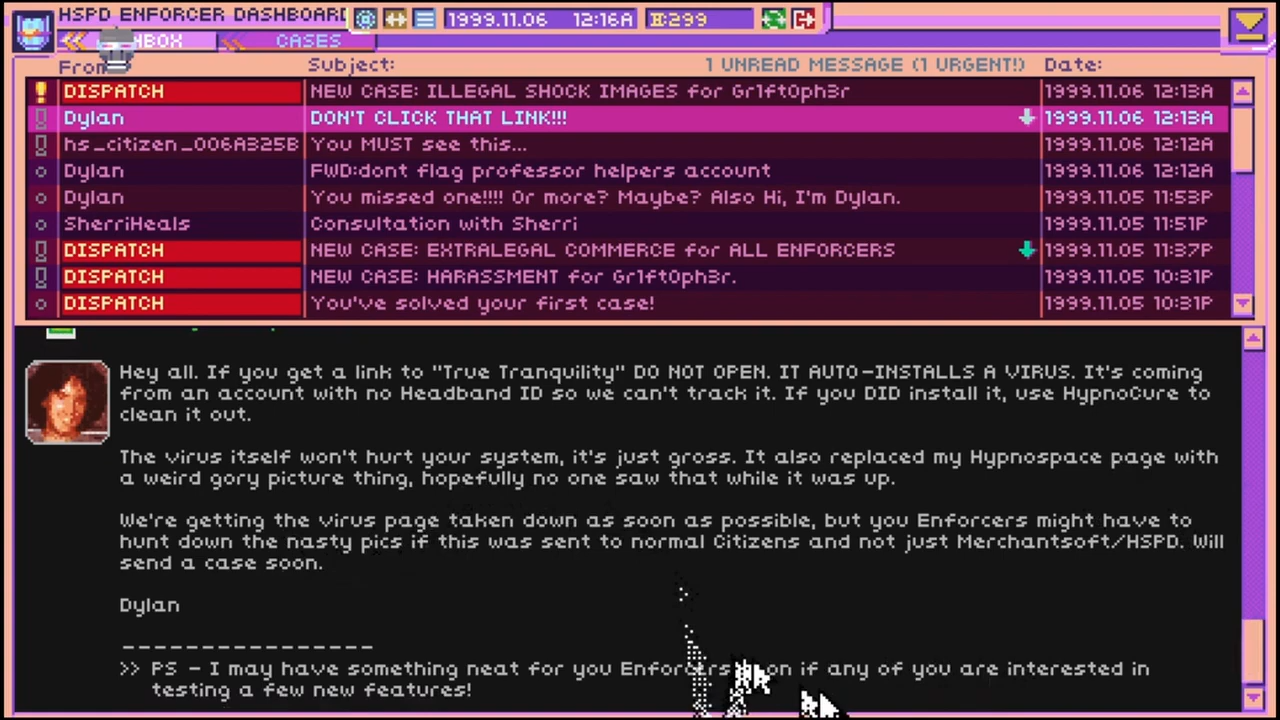 HSPD ENFORCER DASHBOARD 1999.11.06 12:16A 299
BOX CASES
From Subject: 1 UNREAD MESSAGE (1 URGENT!) Date:
DISPATCH NEW CASE: ILLEGAL SHOCK IMAGES for Gr1ft0ph3r 1999.11.06 12:13A
Dylan DON'T CLICK THAT LINK!!! 1999.11.06 12:13A
hs_citizen_006A325B You MUST see this... 1999.11.06 12:12A
Dylan FWD:dont flag professor helpers account 1999.11.06 12:12A
Dylan You missed one!!!! Or more? Maybe? Also Hi, I'm Dylan. 1999.11.05 11:53P
SherriHeals Consultation with Sherri 1999.11.05 11:51P
DISPATCH NEW CASE: EXTRALEGAL COMMERCE for ALL ENFORCERS 1999.11.05 11:37P
DISPATCH NEW CASE: HARASSMENT for Gr1ft0ph3r. 1999.11.05 10:31P
DISPATCH You've solved your first case! 1999.11.05 10:31P
Hey all. If you get a link to "True Tranquility" DO NOT OPEN. IT AUTO-INSTALLS A VIRUS. It's coming
from an account with no Headband ID so we can't track it. If you DID install it, use HypnoCure to
clean it out.
The virus itself won't hurt your system, it's just gross. It also replaced my Hypnospace page with
a weird gory picture thing, hopefully no one saw that while it was up.
We're getting the virus page taken down as soon as possible, but you Enforcers might have to
hunt down the nasty pics if this was sent to normal Citizens and not just Merchantsoft/HSPD. Will
send a case soon.
Dylan
-----------------
>> PS - I may have something neat for you Enforcers on if any of you are interested in
testing a few new features!